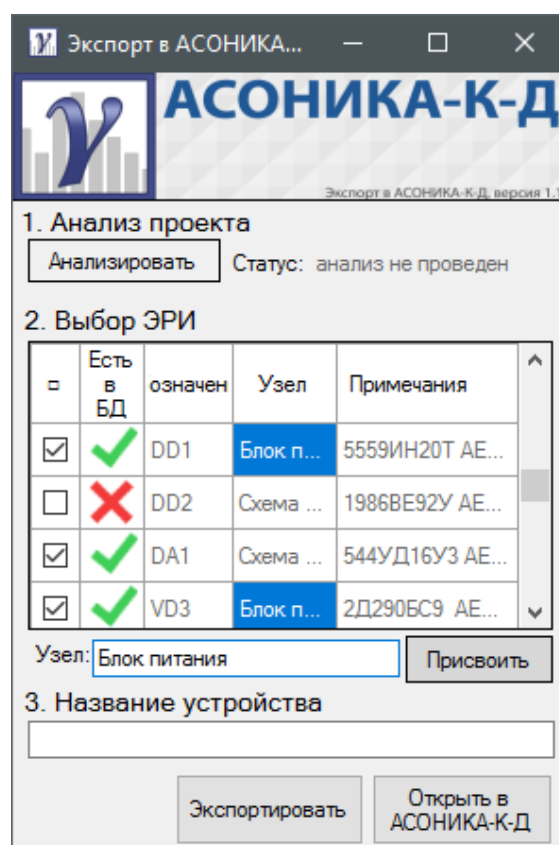 Экспорт в АСОНИКА...
АСОНИКА-К-Д
Экспорт в АСОНИКА-К-Д, версия 1.1
1. Анализ проекта
Анализировать Статус: анализ не проведен
2. Выбор ЭРИ
Есть в БД означен Узел Примечания
DD1 Блок п... 5559ИН20Т АЕ...
DD2 Схема ... 1986ВЕ92У АЕ...
DA1 Схема ... 544УД16У3 АЕ...
VD3 Блок п... 2Д290БС9 АЕ...
Узел: Блок питания Присвоить
3. Название устройства
Экспортировать Открыть в АСОНИКА-К-Д